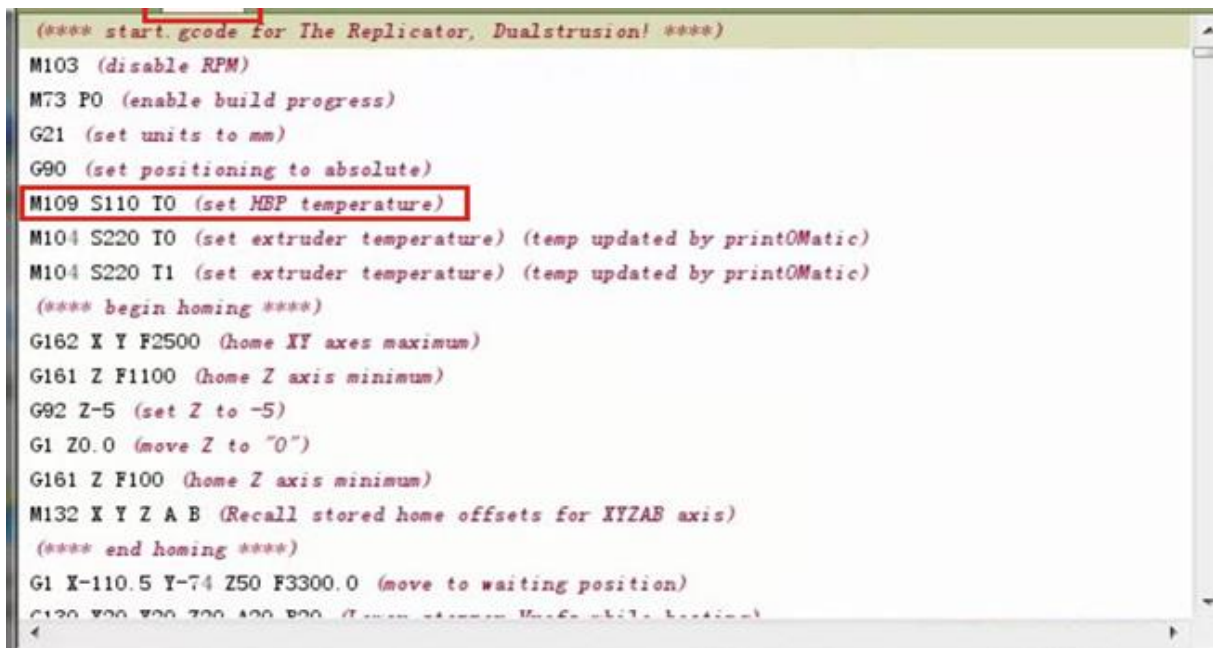 (**** start.gcode for The Replicator, Dualstrusion! ****)
M103 (disable RPM)
M73 P0 (enable build progress)
G21 (set units to mm)
G90 (set positioning to absolute)
M109 S110 T0 (set HBP temperature)
M104 S220 T0 (set extruder temperature) (temp updated by printOMatic)
M104 S220 T1 (set extruder temperature) (temp updated by printOMatic)
(**** begin homing ****)
G162 X Y F2500 (home XY axes maximum)
G161 Z F1100 (home Z axis minimum)
G92 Z-5 (set Z to -5)
G1 Z0.0 (move Z to "0")
G161 Z F100 (home Z axis minimum)
M132 X Y Z A B (Recall stored home offsets for XYZAB axis)
(**** end homing ****)
G1 X-110.5 Y-74 Z50 F3300.0 (move to waiting position)